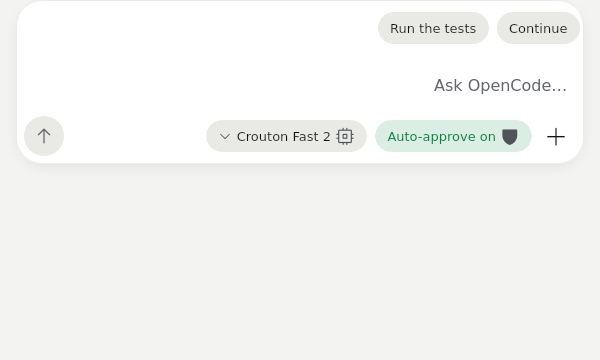 Run the tests
Continue
Ask OpenCode...
Crouton Fast 2
Auto-approve on